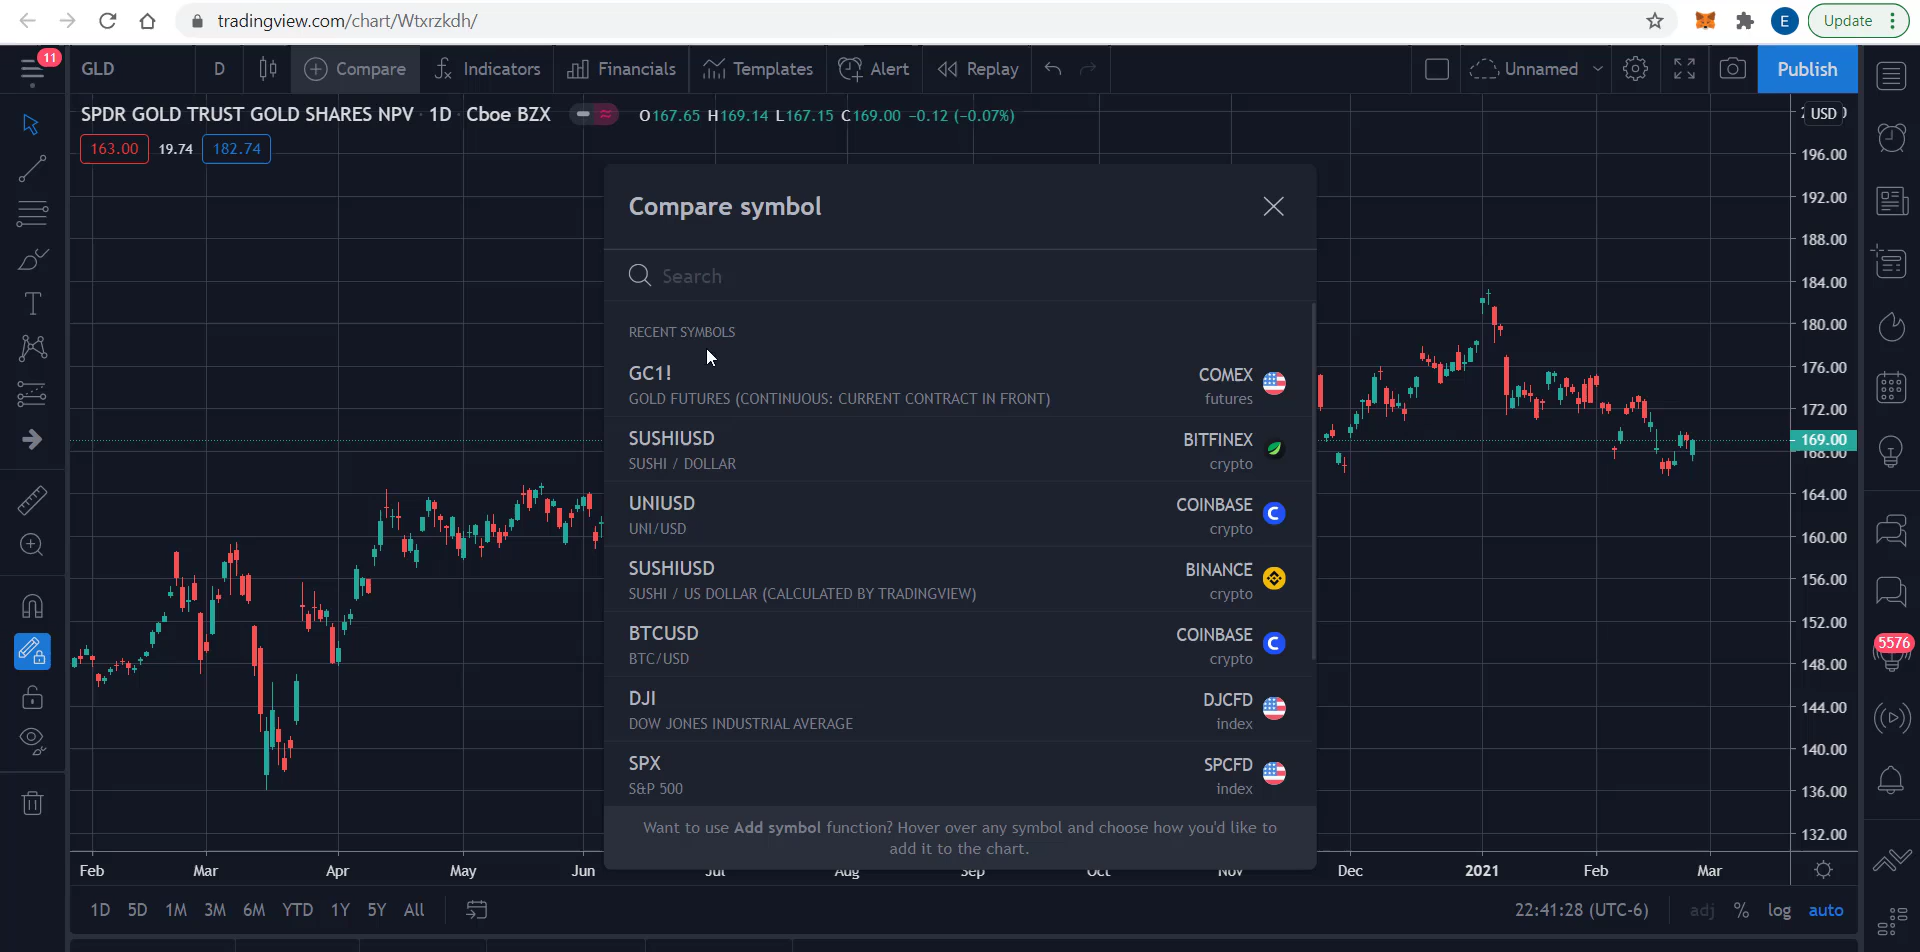 tradingview.com/chart/Wtxrzkdh/
E
Update
11
GLD
D
Compare
Indicators
Financials
Templates
Alert
Replay
Unnamed
Publish
SPDR GOLD TRUST GOLD SHARES NPV · 1D · Cboe BZX
O167.65 H169.14 L167.15 C169.00 −0.12 (−0.07%)
USD
163.00 19.74 182.74
196.00
192.00
188.00
184.00
180.00
176.00
172.00
169.00
168.00
164.00
160.00
156.00
152.00
148.00
144.00
140.00
136.00
132.00
Compare symbol
Search
RECENT SYMBOLS
GC1!
COMEX
GOLD FUTURES (CONTINUOUS: CURRENT CONTRACT IN FRONT)
futures
SUSHIUSD
BITFINEX
SUSHI / DOLLAR
crypto
UNIUSD
COINBASE
UNI/USD
crypto
SUSHIUSD
BINANCE
SUSHI / US DOLLAR (CALCULATED BY TRADINGVIEW)
crypto
BTCUSD
COINBASE
BTC/USD
crypto
DJI
DJCFD
DOW JONES INDUSTRIAL AVERAGE
index
SPX
SPCFD
S&P 500
index
Want to use Add symbol function? Hover over any symbol and choose how you'd like to
add it to the chart.
5576
Feb
Mar
Apr
May
Jun
Jul
Aug
Sep
Oct
Nov
Dec
2021
Feb
Mar
1D 5D 1M 3M 6M YTD 1Y 5Y All
22:41:28 (UTC-6)
adj % log auto